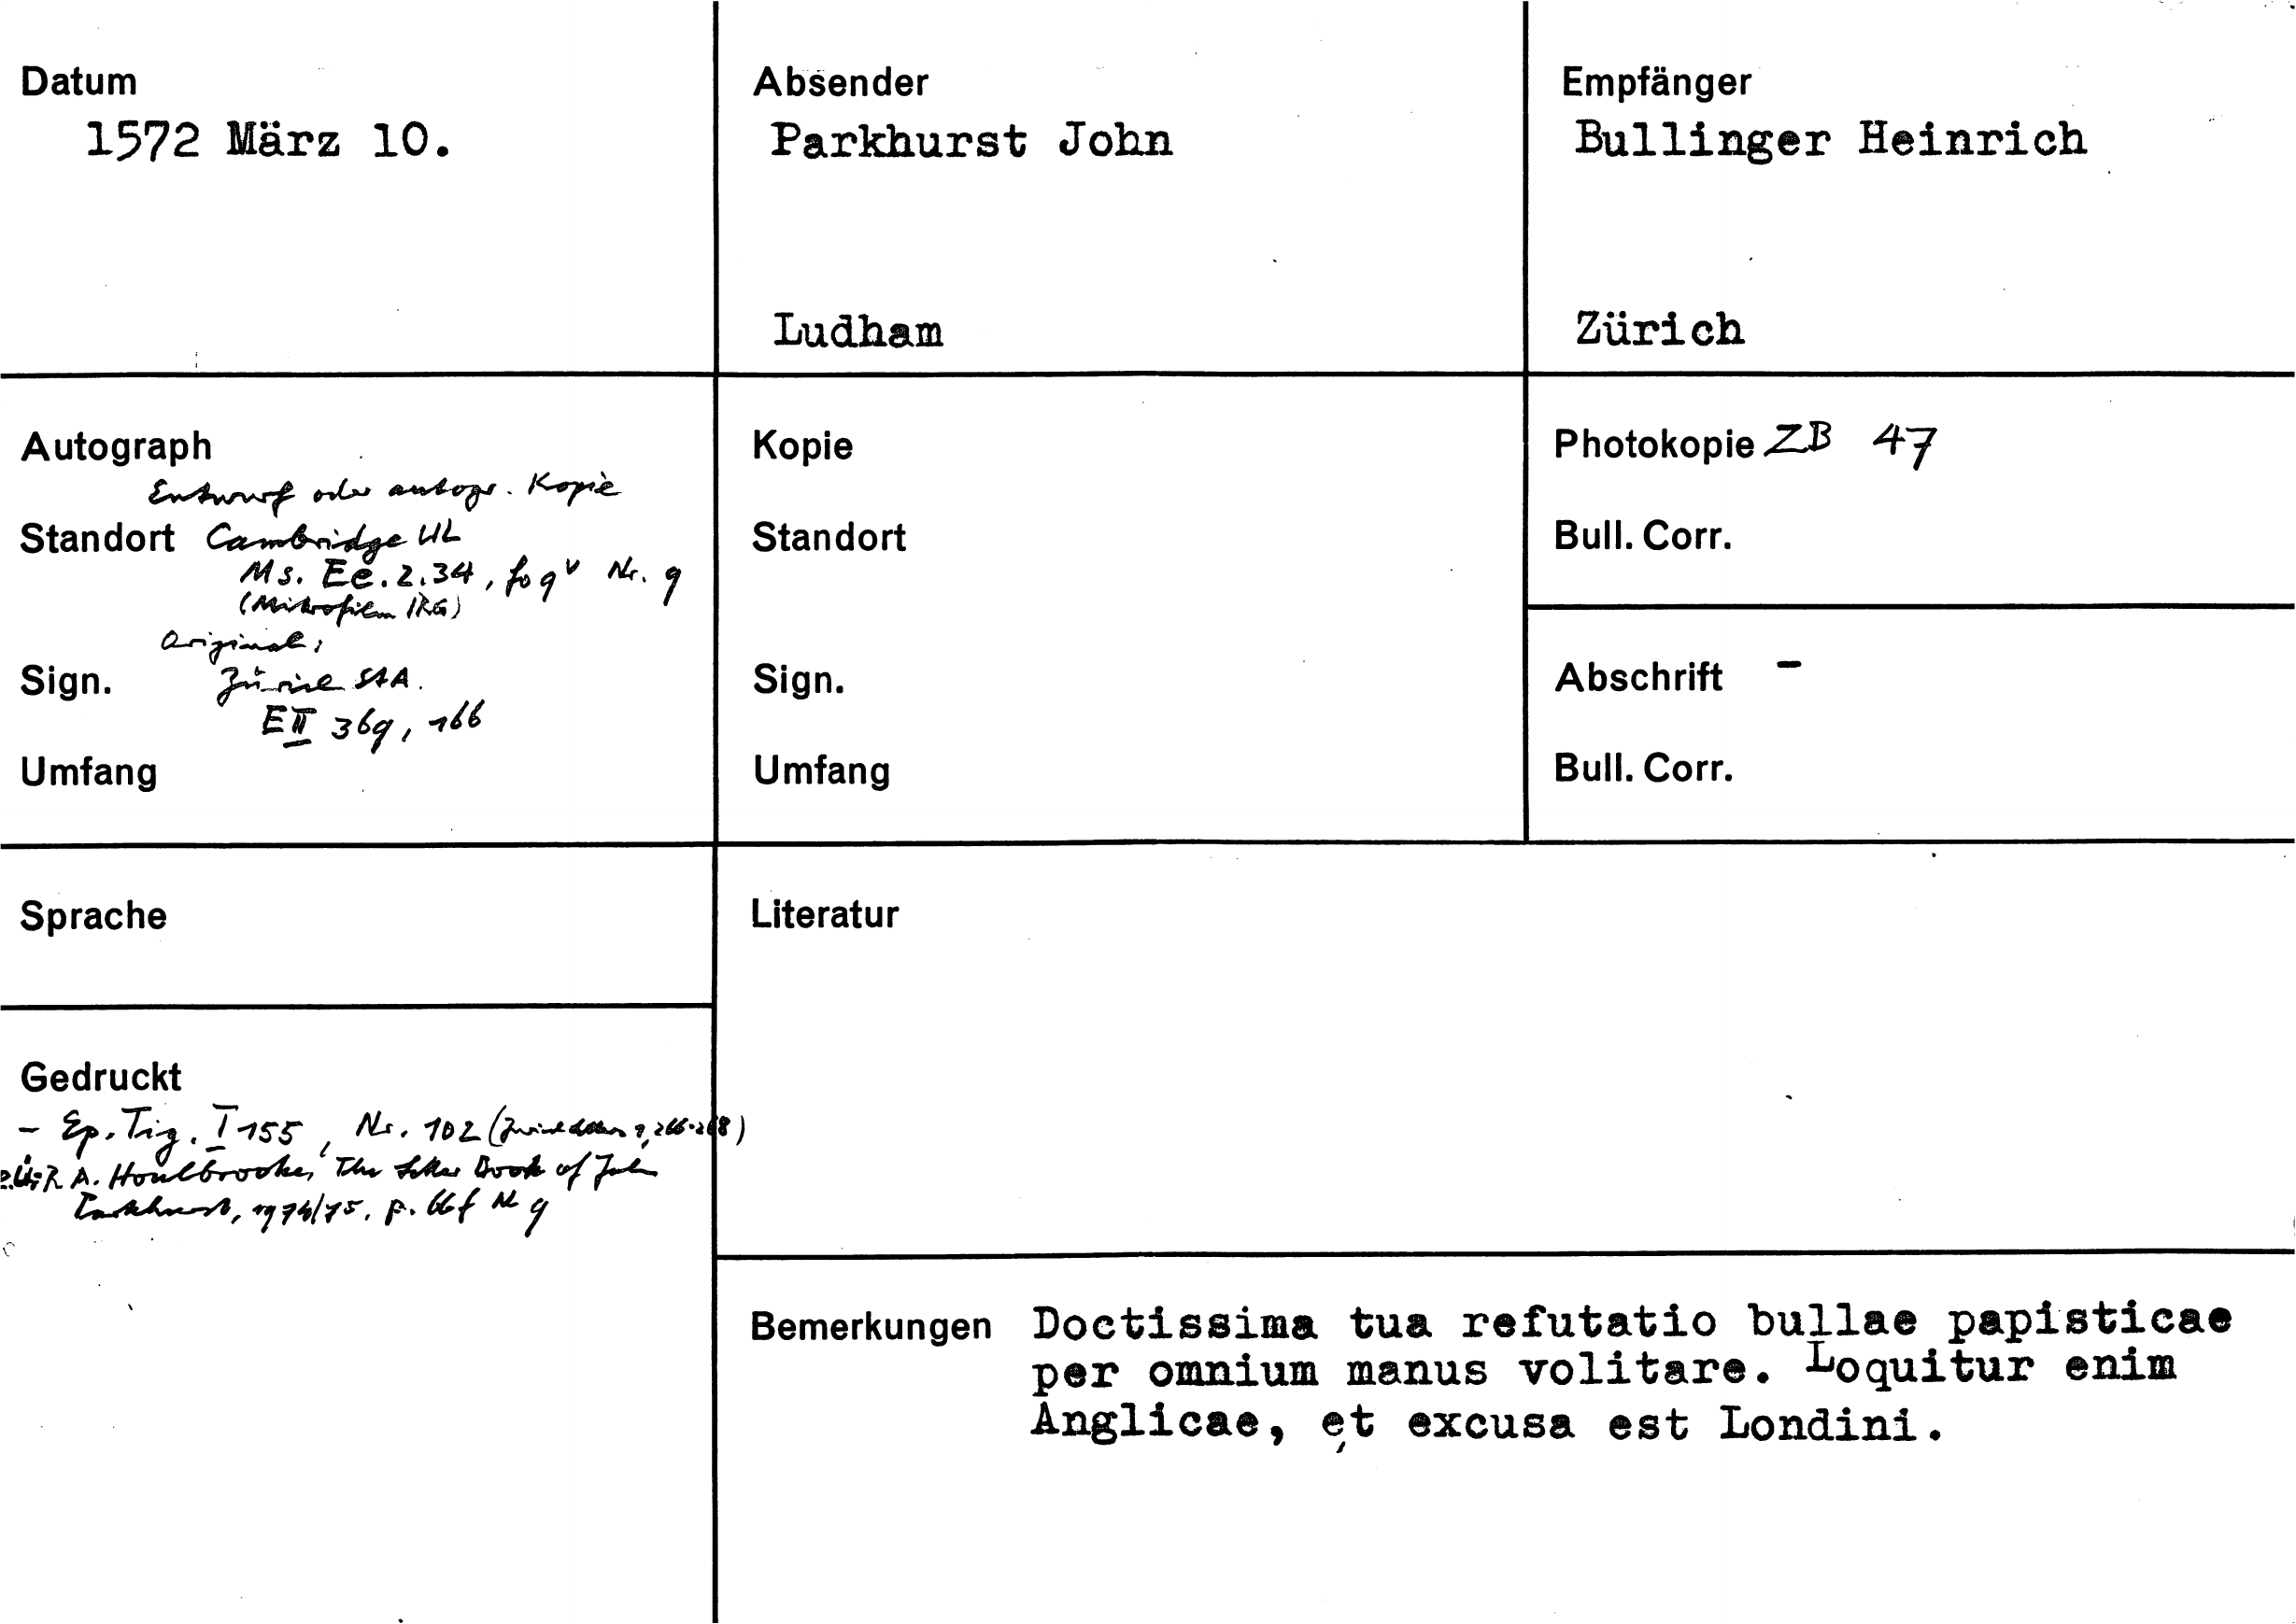 Datum
1572 März 10.
Absender
Parkhurst John
Ludham
Empfänger
Bullinger Heinrich
Zürich
Autograph
Entwurf oder autogr. Kopie
Standort Cambridge UL
Ms. Ee.2.34, fo 9v Nr. 9
(Mikrofilm IRG)
Original:
Sign. Zürich StA.
E II 369, 166
Umfang
Kopie
Standort
Sign.
Umfang
Photokopie ZB 47
Bull. Corr.
Abschrift -
Bull. Corr.
Sprache
Gedruckt
- Ep. Tig. I 155, Nr. 102 (Zurich 266-268)
R A. Houlbrooke, The Letter Book of John
Parkhurst, 1974/75, p. 66f Nr 9
Literatur
Bemerkungen Doctissima tua refutatio bullae papisticae
per omnium manus volitare. Loquitur enim
Anglicae, et excusa est Londini.